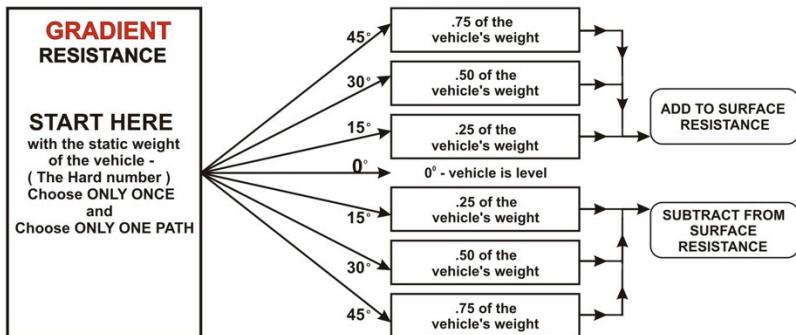 GRADIENT
RESISTANCE
START HERE
with the static weight
of the vehicle -
( The Hard number )
Choose ONLY ONCE
and
Choose ONLY ONE PATH
45°
.75 of the
vehicle's weight
30°
.50 of the
vehicle's weight
15°
.25 of the
vehicle's weight
0°
0⁰ - vehicle is level
15°
.25 of the
vehicle's weight
30°
.50 of the
vehicle's weight
45°
.75 of the
vehicle's weight
ADD TO SURFACE
RESISTANCE
SUBTRACT FROM
SURFACE
RESISTANCE